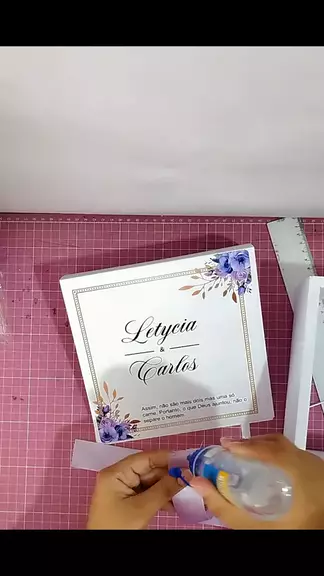 Letycia
&
Carlos
Assim, não são mais dois mas uma só
carne. Portanto, o que Deus ajuntou, não o
separe o homem.